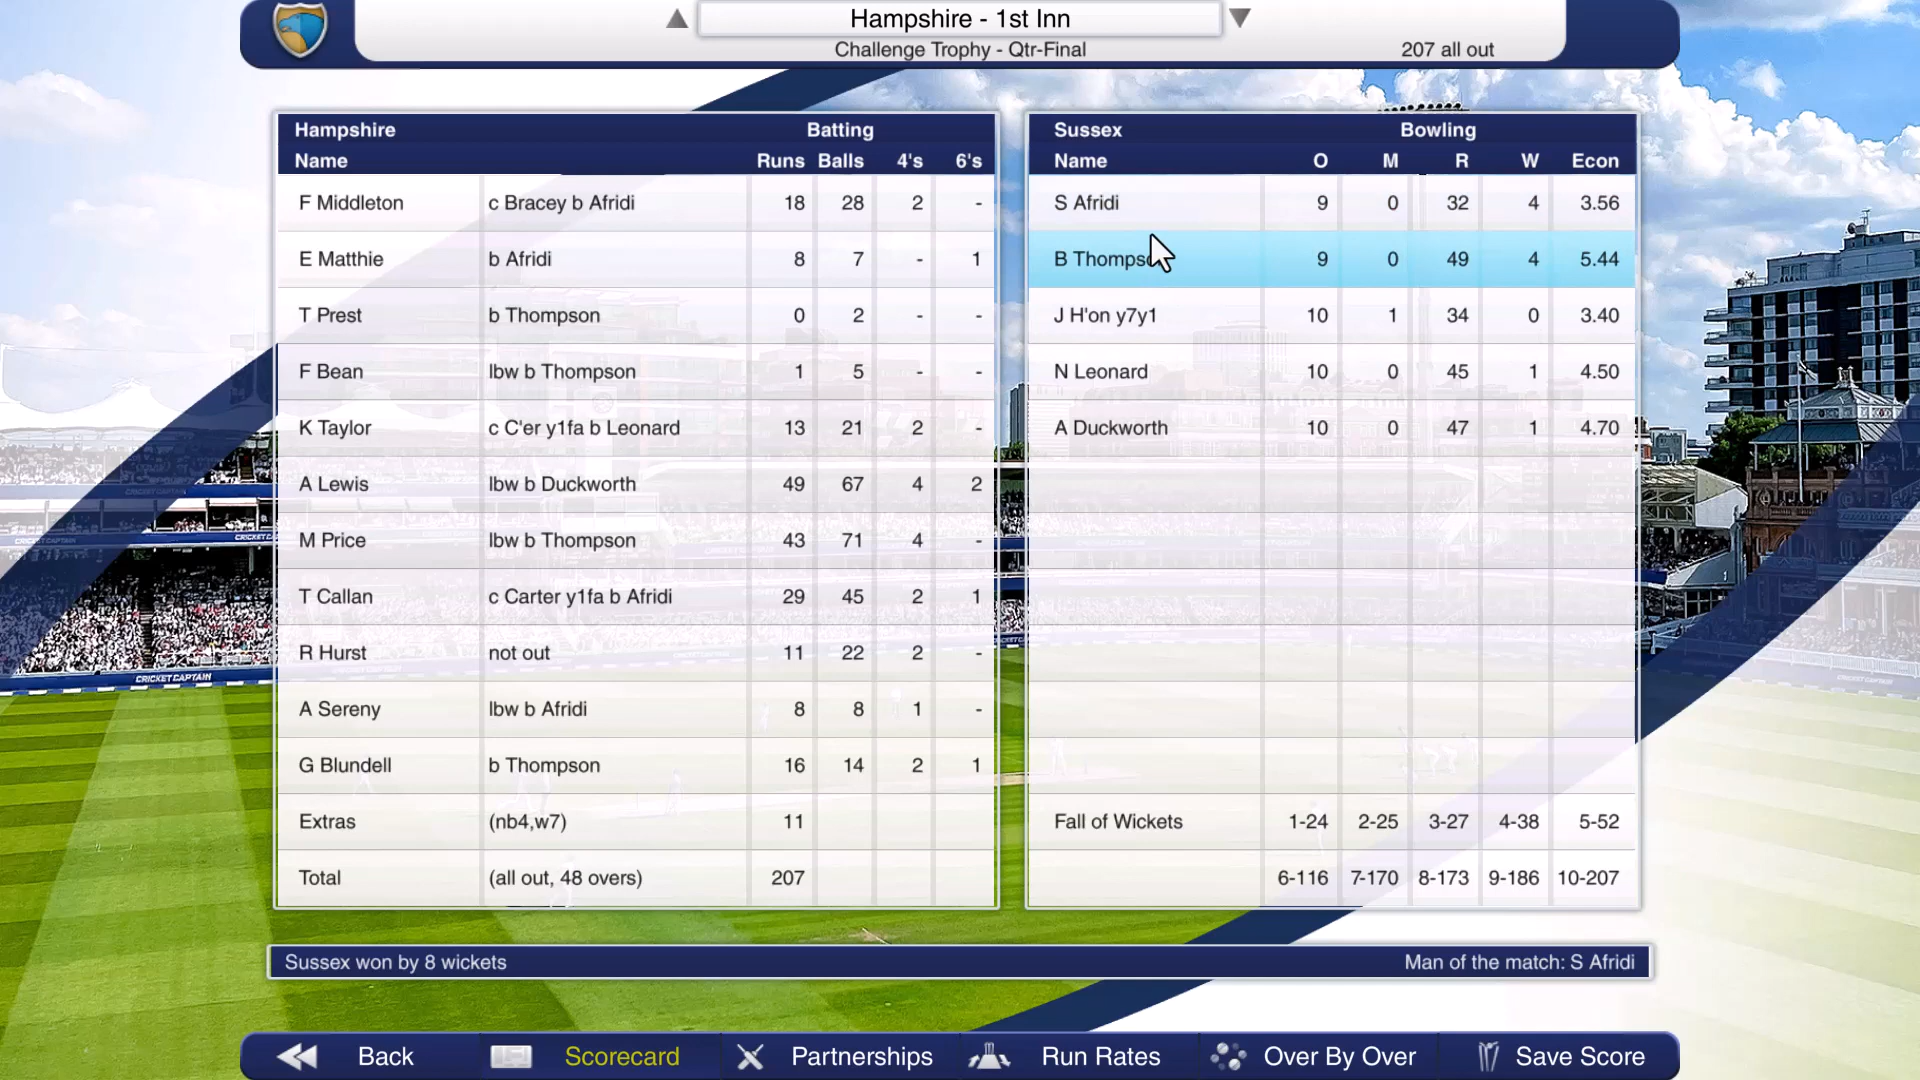 Hampshire - 1st Inn
Challenge Trophy - Qtr-Final 207 all out
Hampshire Batting
Name Runs Balls 4's 6's
F Middleton c Bracey b Afridi 18 28 2 -
E Matthie b Afridi 8 7 - 1
T Prest b Thompson 0 2 - -
F Bean lbw b Thompson 1 5 - -
K Taylor c C'er y1fa b Leonard 13 21 2 -
A Lewis lbw b Duckworth 49 67 4 2
M Price lbw b Thompson 43 71 4 -
T Callan c Carter y1fa b Afridi 29 45 2 1
R Hurst not out 11 22 2 -
A Sereny lbw b Afridi 8 8 1 -
G Blundell b Thompson 16 14 2 1
Extras (nb4,w7) 11
Total (all out, 48 overs) 207
Sussex Bowling
Name O M R W Econ
S Afridi 9 0 32 4 3.56
B Thompson 9 0 49 4 5.44
J H'on y7y1 10 1 34 0 3.40
N Leonard 10 0 45 1 4.50
A Duckworth 10 0 47 1 4.70
Fall of Wickets 1-24 2-25 3-27 4-38 5-52
6-116 7-170 8-173 9-186 10-207
CRICKET CAPTAIN
Sussex won by 8 wickets Man of the match: S Afridi
Back Scorecard Partnerships Run Rates Over By Over Save Score